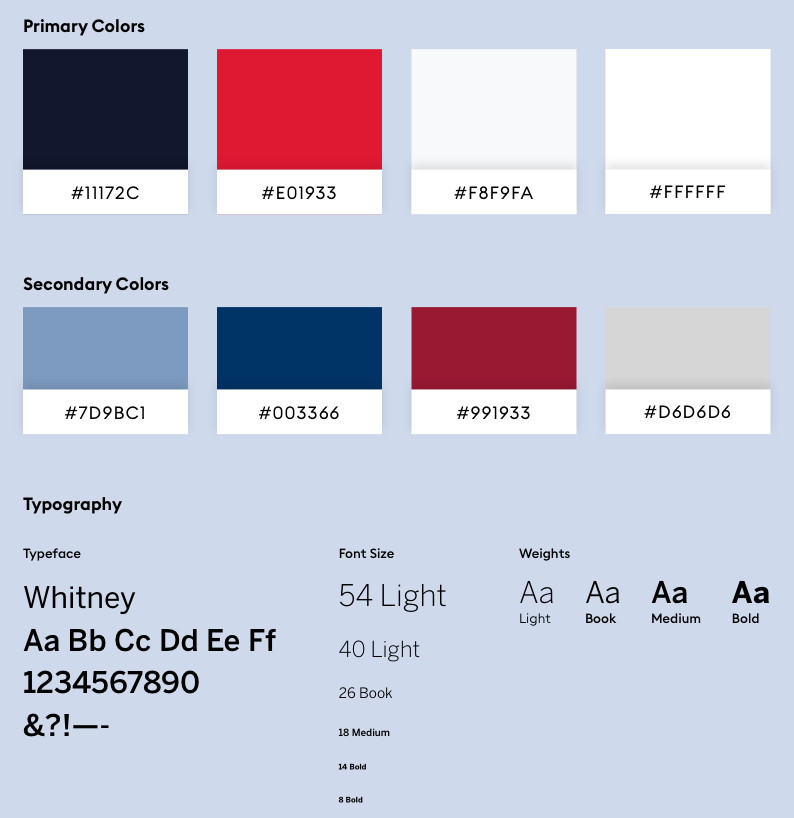 Primary Colors
#11172C
#E01933
#F8F9FA
#FFFFFF
Secondary Colors
#7D9BC1
#003366
#991933
#D6D6D6
Typography
Typeface
Whitney
Aa Bb Cc Dd Ee Ff
1234567890
&?!—-
Font Size
54 Light
40 Light
26 Book
18 Medium
14 Bold
8 Bold
Weights
Aa Aa Aa Aa
Light Book Medium Bold